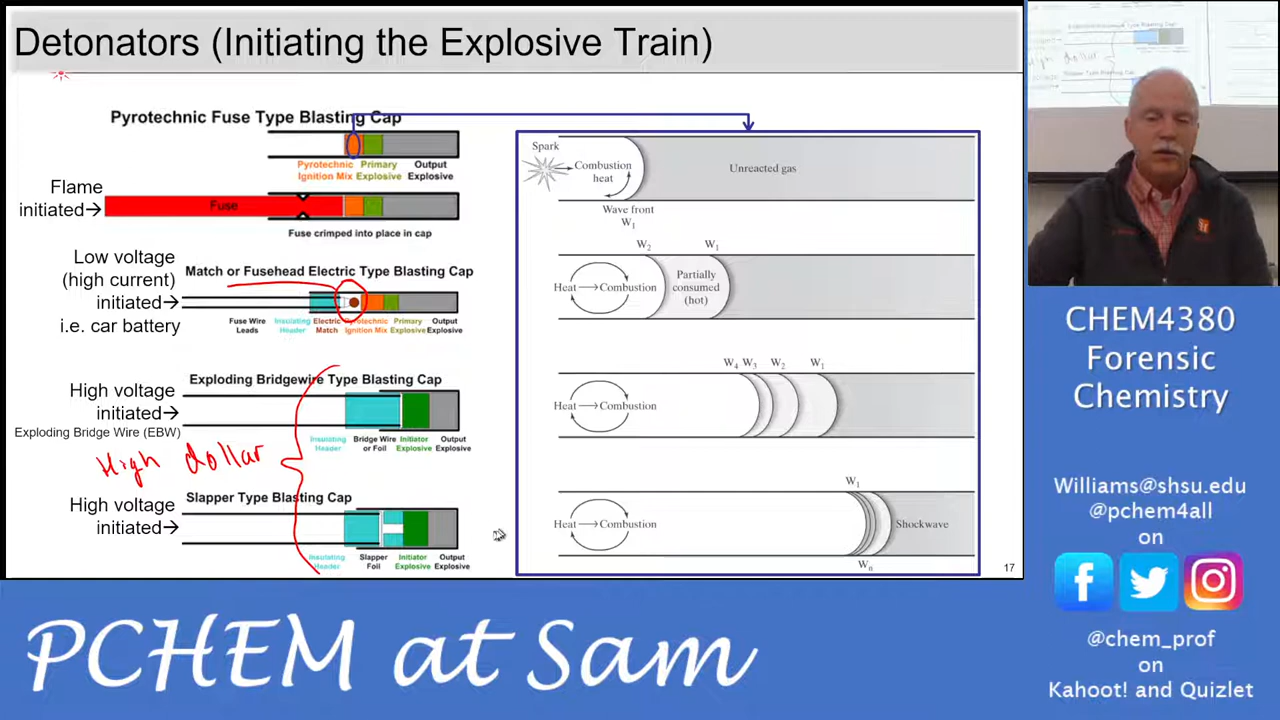 Detonators (Initiating the Explosive Train)
Pyrotechnic Fuse Type Blasting Cap
Pyrotechnic Primary Output
Ignition Mix Explosive Explosive
Flame
initiated→
Fuse
Fuse crimped into place in cap
Low voltage
(high current)
initiated→
i.e. car battery
Match or Fusehead Electric Type Blasting Cap
Fuse Wire Insulating Electric Pyrotechnic Primary Output
Leads Header Match Ignition Mix Explosive Explosive
High voltage
initiated→
Exploding Bridge Wire (EBW)
Exploding Bridgewire Type Blasting Cap
Insulating Bridge Wire Initiator Output
Header or Foil Explosive Explosive
High dollar
High voltage
initiated→
Slapper Type Blasting Cap
Insulating Slapper Initiator Output
Header Foil Explosive Explosive
Spark
Combustion
heat
Unreacted gas
Wave front
W1
W2 W1
Heat → Combustion
Partially
consumed
(hot)
W4 W3 W2 W1
Heat → Combustion
W1
Heat → Combustion
Shockwave
Wn
17
CHEM4380
Forensic
Chemistry
Williams@shsu.edu
@pchem4all
on
@chem_prof
on
Kahoot! and Quizlet
PCHEM at Sam